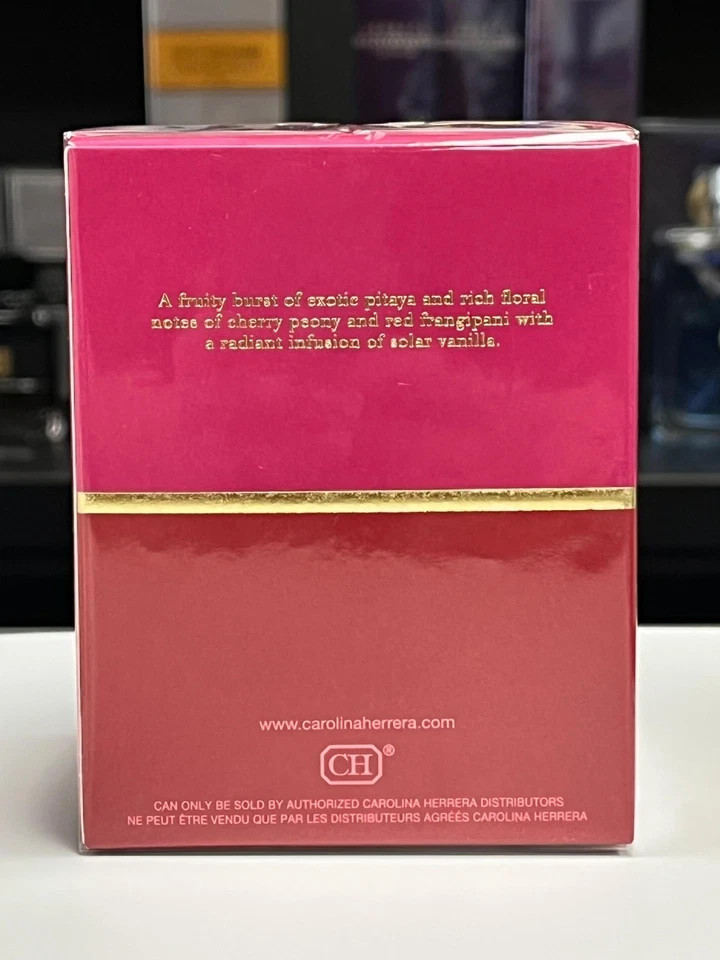 A fruity burst of exotic pitaya and rich floral
notes of cherry peony and red frangipani with
a radiant infusion of solar vanilla.
www.carolinaherrera.com
CH®
CAN ONLY BE SOLD BY AUTHORIZED CAROLINA HERRERA DISTRIBUTORS
NE PEUT ÊTRE VENDU QUE PAR LES DISTRIBUTEURS AGRÉÉS CAROLINA HERRERA